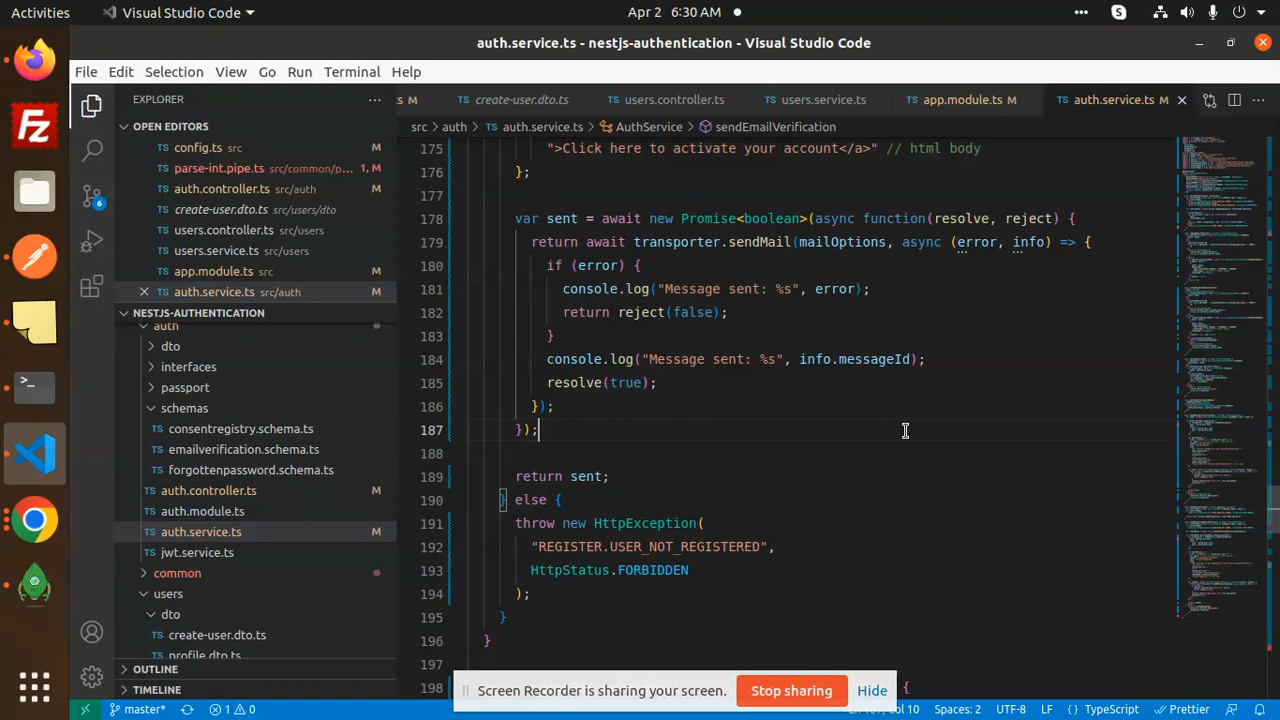 Activities
Visual Studio Code
Apr 2 6:30 AM
auth.service.ts - nestjs-authentication - Visual Studio Code
File Edit Selection View Go Run Terminal Help
EXPLORER
ts M create-user.dto.ts users.controller.ts users.service.ts app.module.ts M auth.service.ts M
src > auth > auth.service.ts > AuthService > sendEmailVerification
OPEN EDITORS
config.ts src M
parse-int.pipe.ts src/common/p... 1, M
auth.controller.ts src/auth M
create-user.dto.ts src/users/dto
users.controller.ts src/users
users.service.ts src/users
app.module.ts src M
auth.service.ts src/auth M
NESTJS-AUTHENTICATION
auth
dto
interfaces
passport
schemas
consentregistry.schema.ts
emailverification.schema.ts
forgottenpassword.schema.ts
auth.controller.ts M
auth.module.ts
auth.service.ts M
jwt.service.ts
common
users
dto
create-user.dto.ts
profile.dto.ts
OUTLINE
TIMELINE
175 ">Click here to activate your account</a>" // html body
176 };
177
178 var sent = await new Promise<boolean>(async function(resolve, reject) {
179 return await transporter.sendMail(mailOptions, async (error, info) => {
180 if (error) {
181 console.log("Message sent: %s", error);
182 return reject(false);
183 }
184 console.log("Message sent: %s", info.messageId);
185 resolve(true);
186 });
187 });
188
189 return sent;
190 } else {
191 throw new HttpException(
192 "REGISTER.USER_NOT_REGISTERED",
193 HttpStatus.FORBIDDEN
194 );
195 }
196 }
197
198 {
Screen Recorder is sharing your screen. Stop sharing Hide
6
master* 1 0 Spaces: 2 UTF-8 LF {} TypeScript Prettier